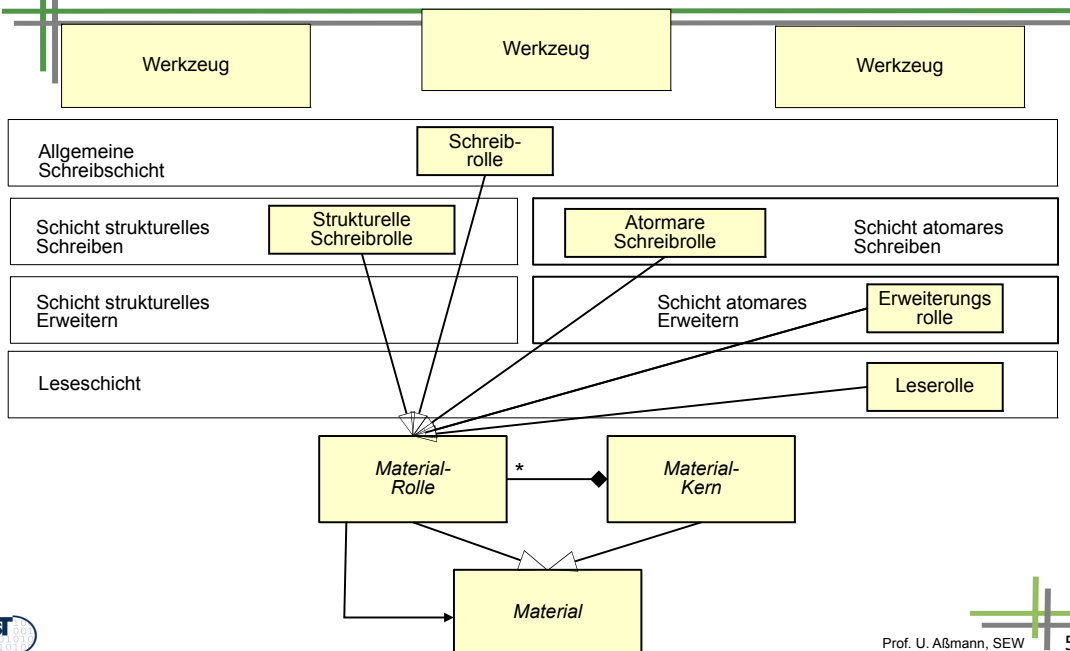 Werkzeug
Werkzeug
Werkzeug
Allgemeine
Schreibschicht
Schreib-
rolle
Schicht strukturelles
Schreiben
Strukturelle
Schreibrolle
Atormare
Schreibrolle
Schicht atomares
Schreiben
Schicht strukturelles
Erweitern
Schicht atomares
Erweitern
Erweiterungs
rolle
Leseschicht
Leserolle
Material-
Rolle
*
Material-
Kern
Material
Prof. U. Aßmann, SEW